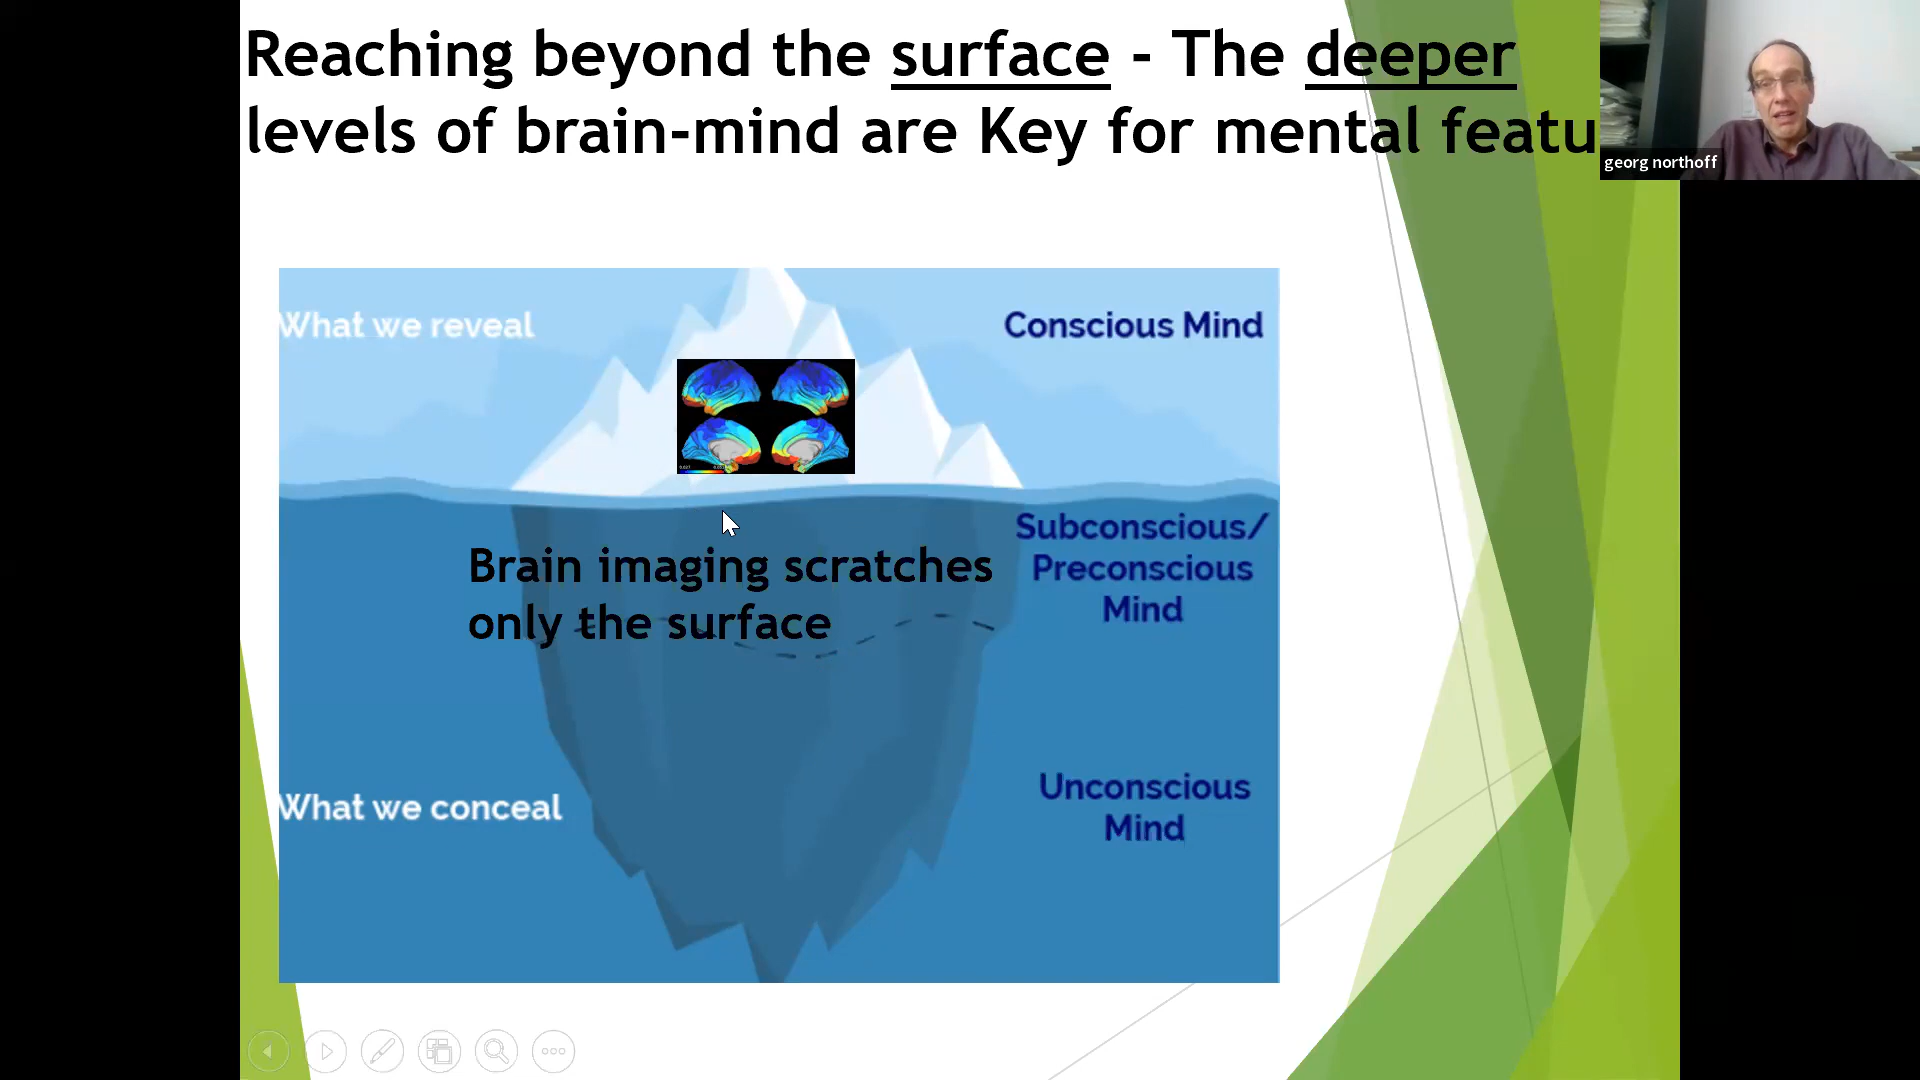 Reaching beyond the surface - The deeper
levels of brain-mind are Key for mental featu
georg northoff
What we reveal
Conscious Mind
Subconscious/
Preconscious
Mind
Brain imaging scratches
only the surface
What we conceal
Unconscious
Mind